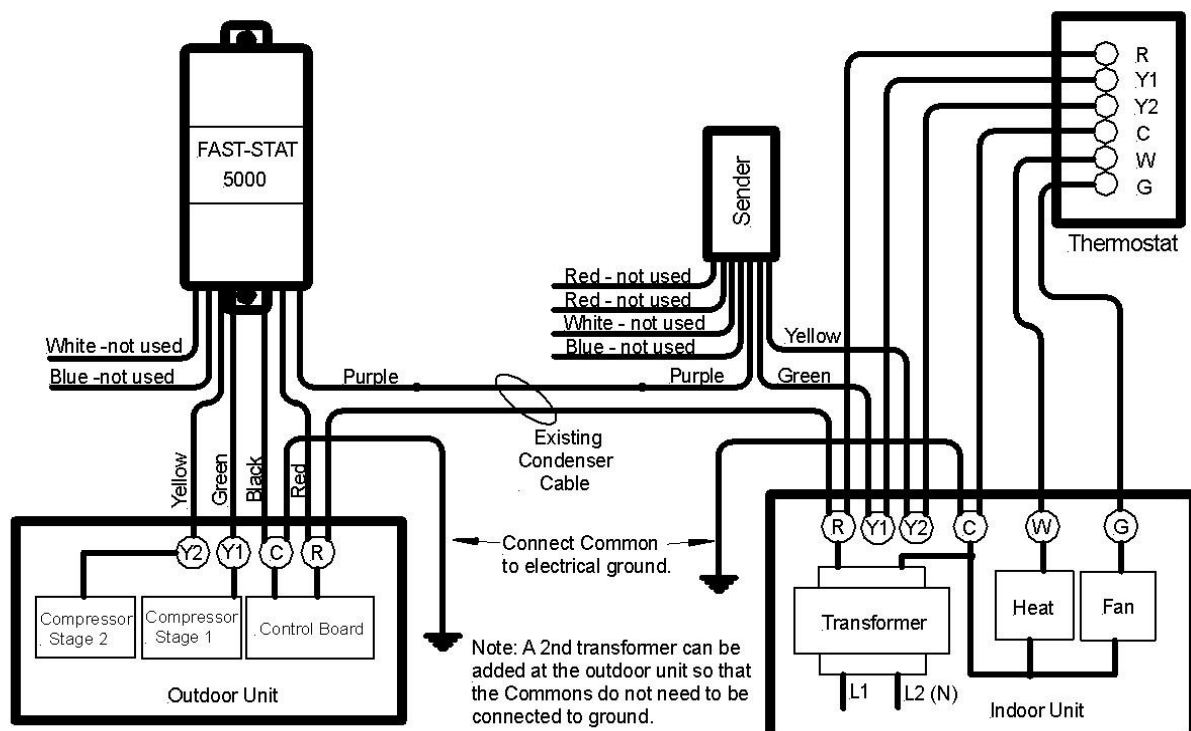 FAST-STAT
5000
Sender
R
Y1
Y2
C
W
G
Thermostat
Red - not used
Red - not used
White - not used
Blue - not used
Yellow
White -not used
Blue -not used
Purple
Purple
Green
Existing
Condenser
Cable
Yellow
Green
Black
Red
Y2
Y1
C
R
Compressor
Stage 2
Compressor
Stage 1
Control Board
Outdoor Unit
Connect Common
to electrical ground.
Note: A 2nd transformer can be
added at the outdoor unit so that
the Commons do not need to be
connected to ground.
R
Y1
Y2
C
W
G
Transformer
Heat
Fan
L1
L2 (N)
Indoor Unit